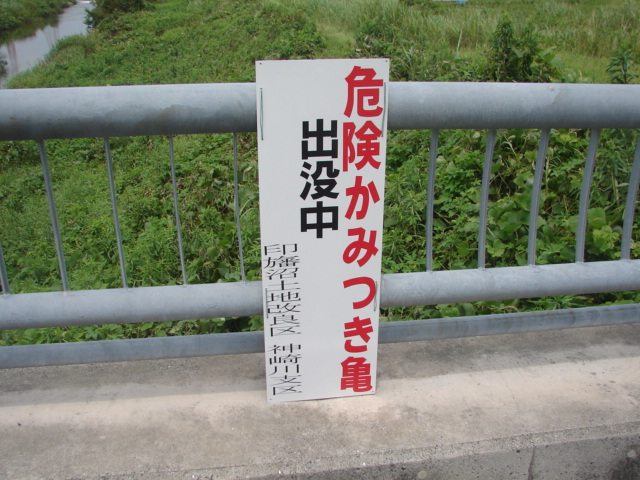 危険かみつき亀
出没中
印旛沼土地改良区 神崎川支区